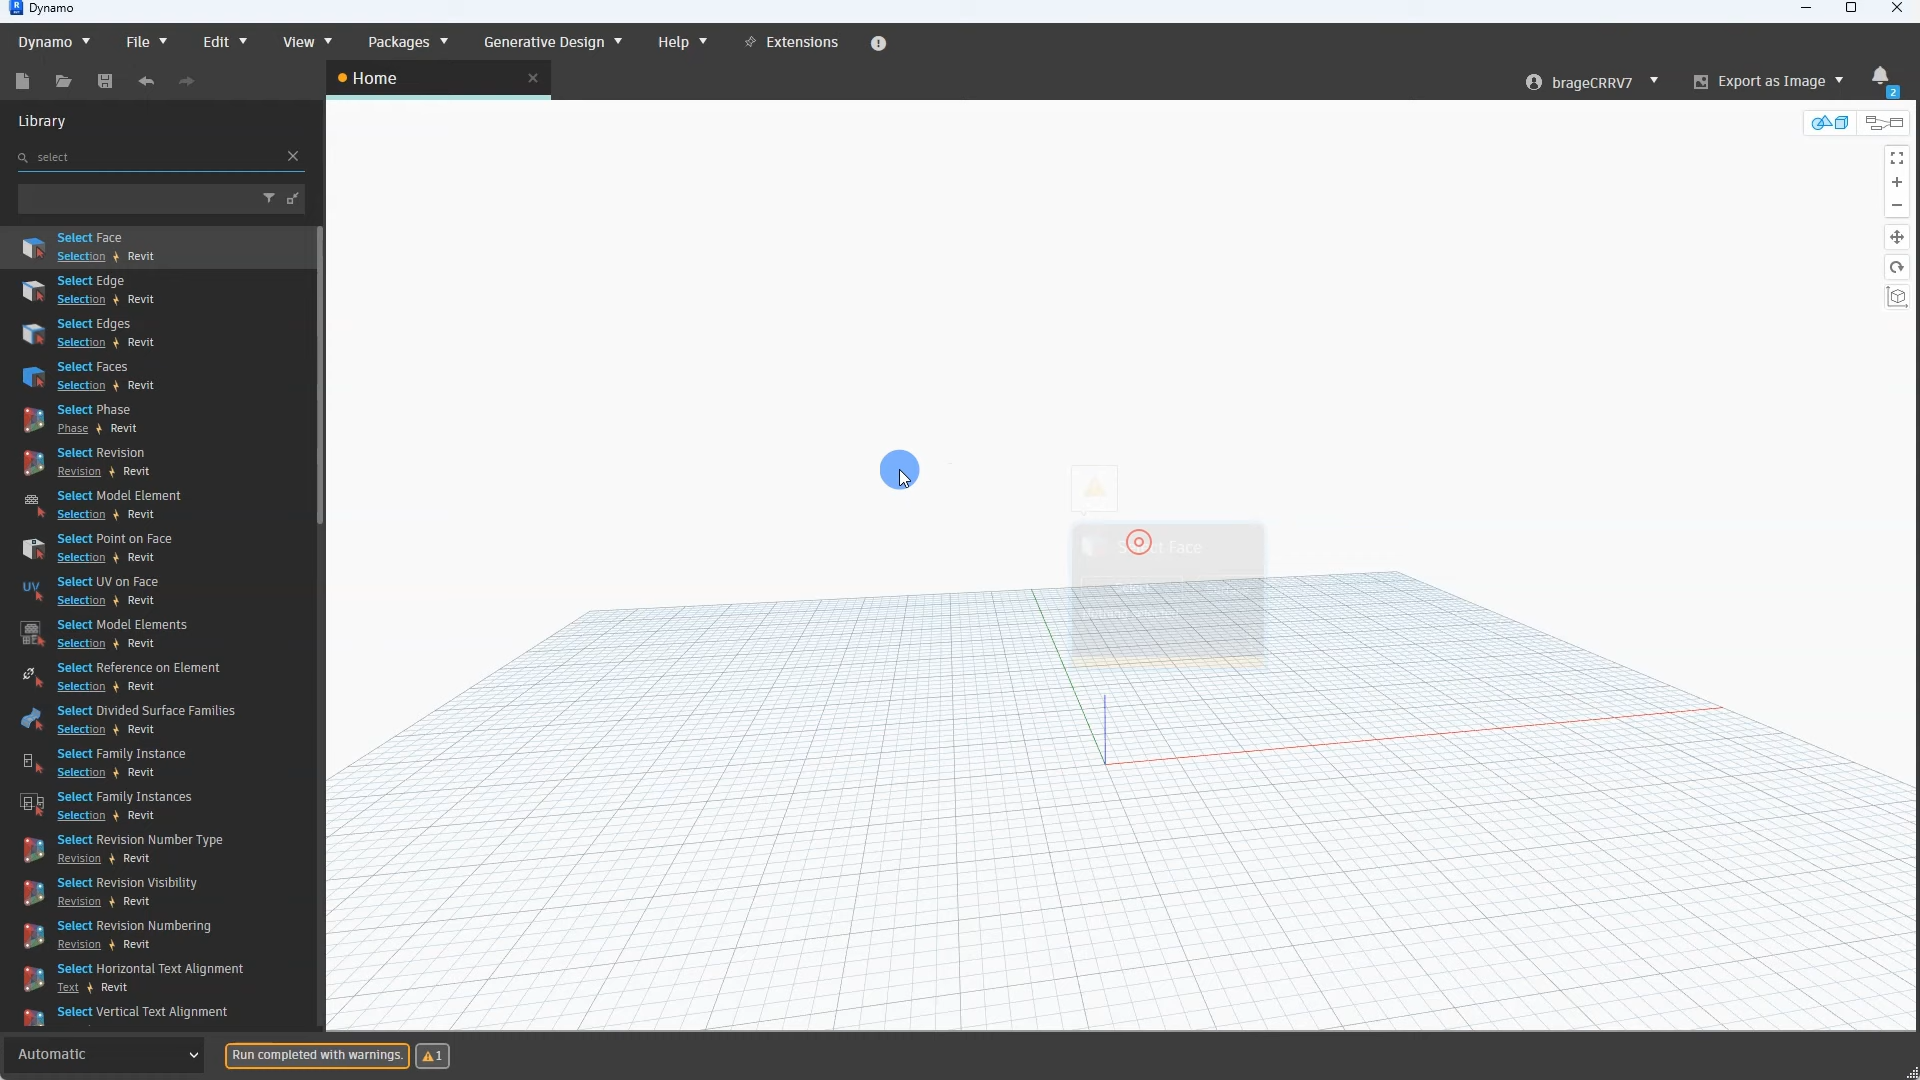 Dynamo
Dynamo File Edit View Packages Generative Design Help Extensions
Home
brageCRRV7 Export as Image
2
Library
select
Select Face
Selection Revit
Select Edge
Selection Revit
Select Edges
Selection Revit
Select Faces
Selection Revit
Select Phase
Phase Revit
Select Revision
Revision Revit
Select Model Element
Selection Revit
Select Point on Face
Selection Revit
Select UV on Face
Selection Revit
Select Model Elements
Selection Revit
Select Reference on Element
Selection Revit
Select Divided Surface Families
Selection Revit
Select Family Instance
Selection Revit
Select Family Instances
Selection Revit
Select Revision Number Type
Revision Revit
Select Revision Visibility
Revision Revit
Select Revision Numbering
Revision Revit
Select Horizontal Text Alignment
Text Revit
Select Vertical Text Alignment
Select Face
Automatic
Run completed with warnings.
1